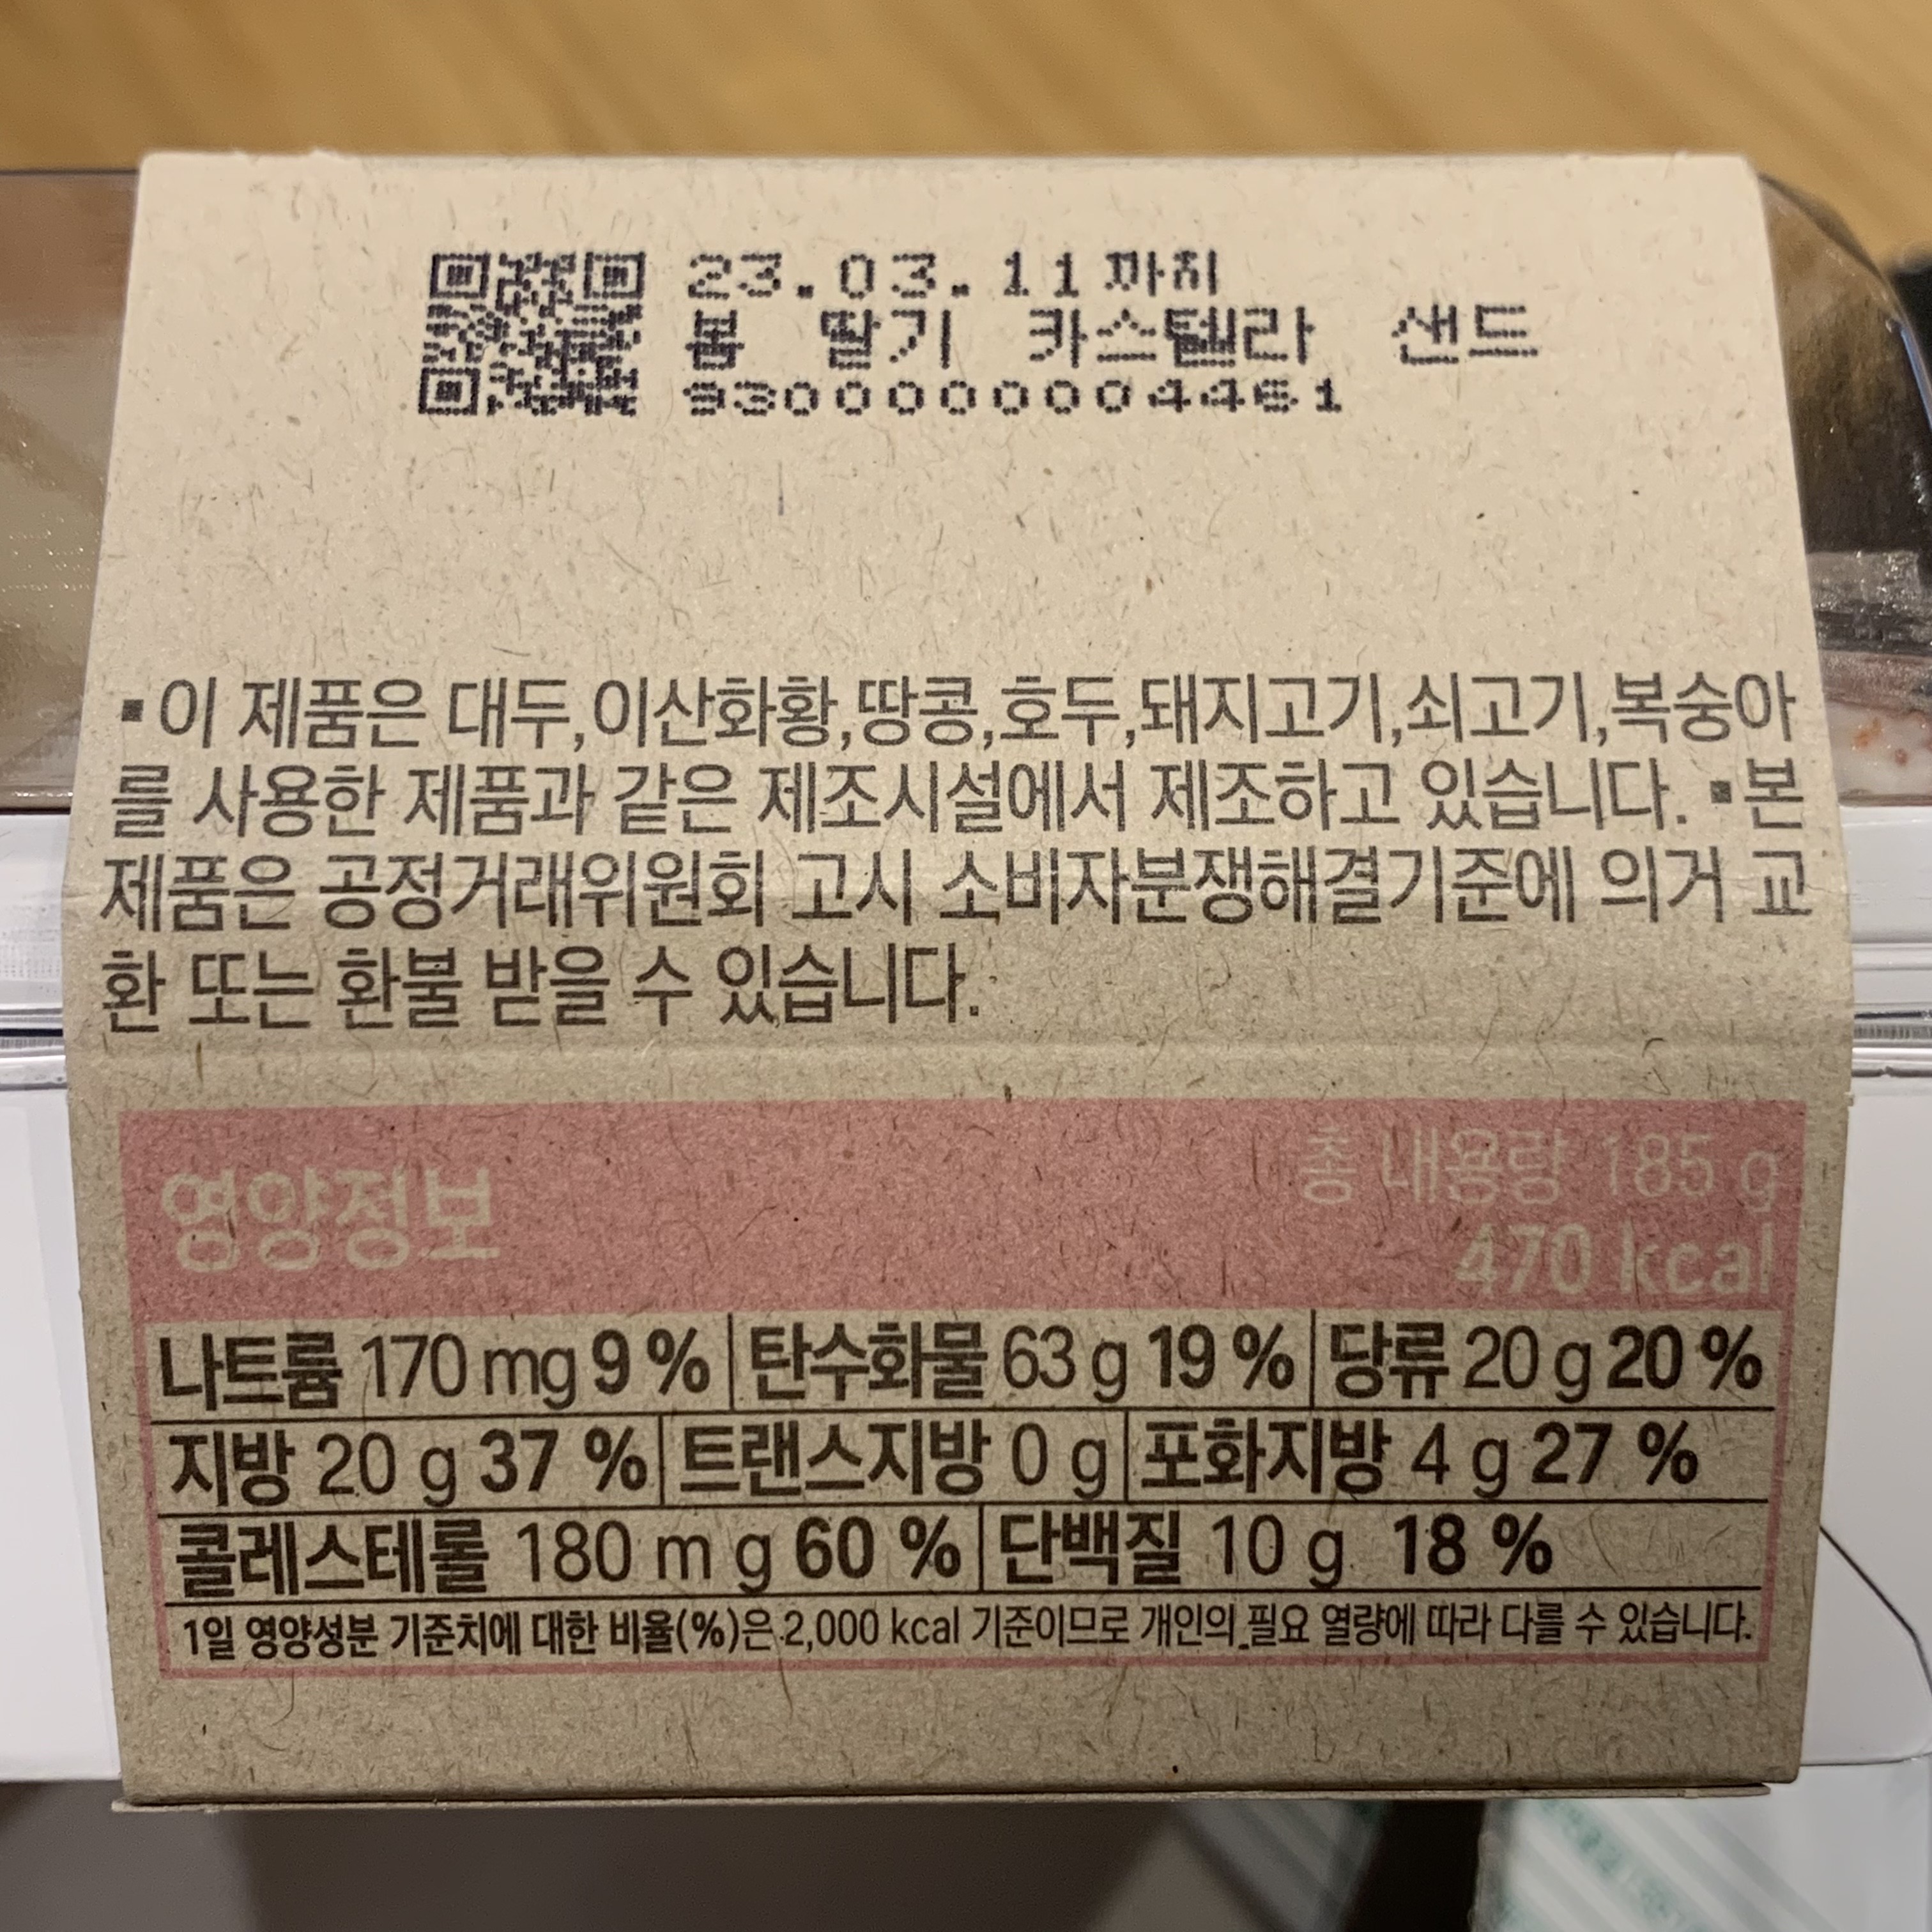 23.03.11까지
봄 딸기 카스텔라 샌드
9300000004461
▪이 제품은 대두,이산화황,땅콩,호두,돼지고기,쇠고기,복숭아
를 사용한 제품과 같은 제조시설에서 제조하고 있습니다. ▪본
제품은 공정거래위원회 고시 소비자분쟁해결기준에 의거 교
환 또는 환불 받을 수 있습니다.
영양정보
총 내용량 185 g
470 kcal
나트륨 170 mg 9 % 탄수화물 63 g 19 % 당류 20 g 20 %
지방 20 g 37 % 트랜스지방 0 g 포화지방 4 g 27 %
콜레스테롤 180 m g 60 % 단백질 10 g 18 %
1일 영양성분 기준치에 대한 비율(%)은 2,000 kcal 기준이므로 개인의 필요 열량에 따라 다를 수 있습니다.